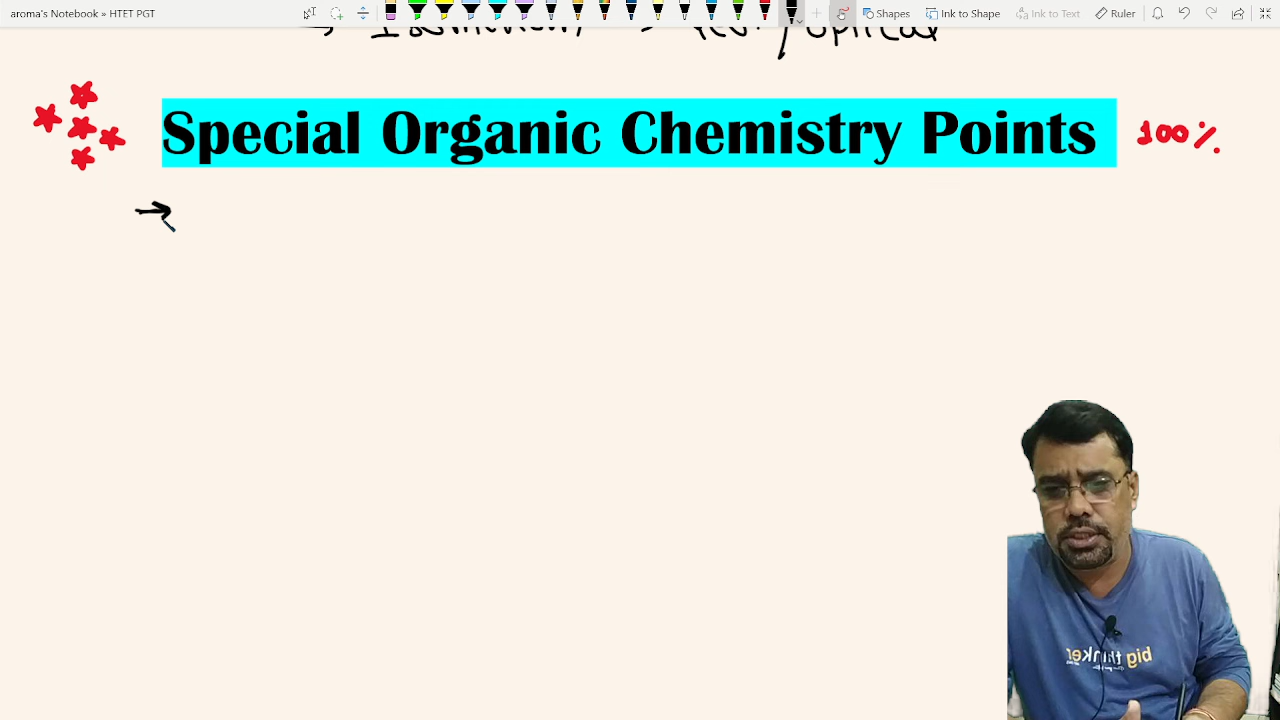 aroma's Notebook » HTET PGT
Shapes
Ink to Shape
Ink to Text
Ruler
Special Organic Chemistry Points
100%
big thinker